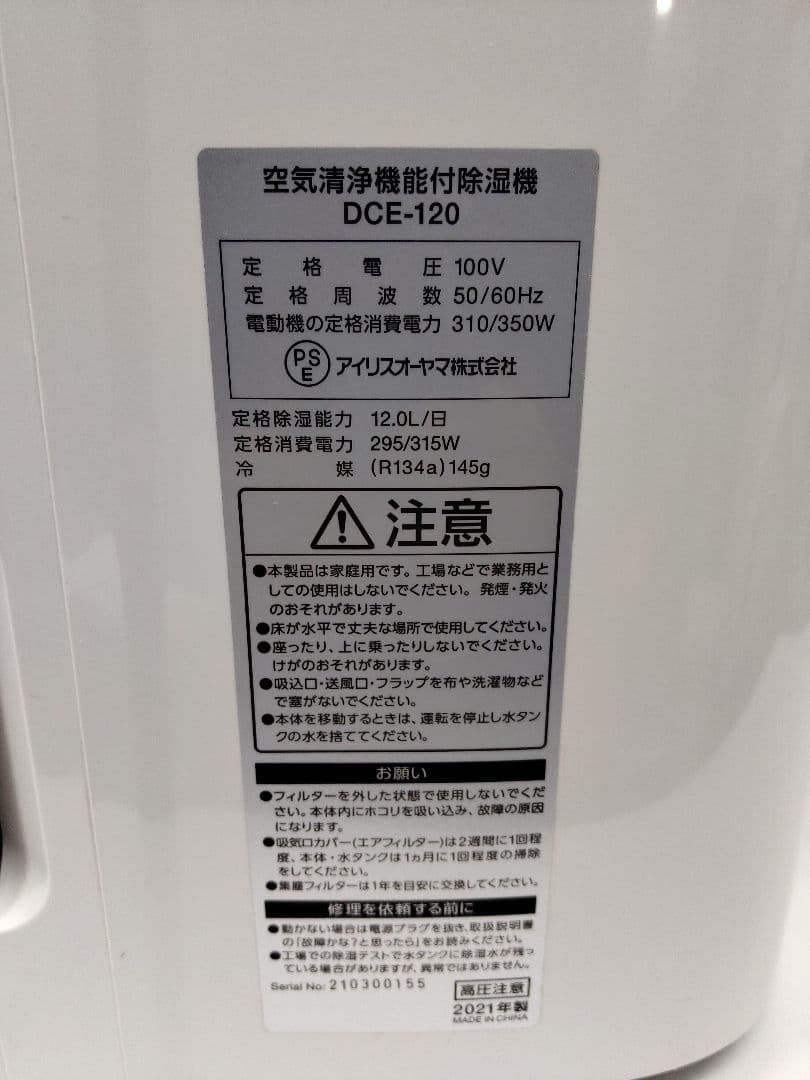 空気清浄機能付除湿機
DCE-120
定格電圧 100V
定格周波数 50/60Hz
電動機の定格消費電力 310/350W
PSE アイリスオーヤマ株式会社
定格除湿能力 12.0L/日
定格消費電力 295/315W
冷媒 (R134a)145g
注意
●本製品は家庭用です。工場などで業務用と
しての使用はしないでください。発煙・発火
のおそれがあります。
●床が水平で丈夫な場所で使用してください。
●座ったり、上に乗ったりしないでください。
けがのおそれがあります。
●吸込口・送風口・フラップを布や洗濯物など
で塞がないでください。
●本体を移動するときは、運転を停止し水タン
クの水を捨ててください。
お願い
●フィルターを外した状態で使用しないでくだ
さい。本体内にホコリを吸い込み、故障の原因
になります。
●吸気口カバー(エアフィルター)は2週間に1回程
度、本体・水タンクは1ヵ月に1回程度の掃除
をしてください。
●集塵フィルターは1年を目安に交換してください。
修理を依頼する前に
●動かない場合は電源プラグを抜き、取扱説明書
の「故障かな?と思ったら」をお読みください。
●工場での除湿テストで水タンクに除湿水が残っ
ている場合がありますが、異常ではありません。
Serial No: 210300155
高圧注意
2021年製
MADE IN CHINA